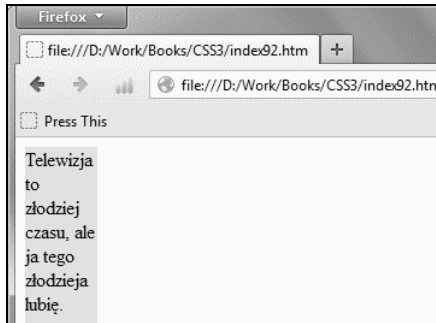 Firefox
file:///D:/Work/Books/CSS3/index92.htm
file:///D:/Work/Books/CSS3/index92.htm
Press This
Telewizja
to
złodziej
czasu, ale
ja tego
złodzieja
lubię.